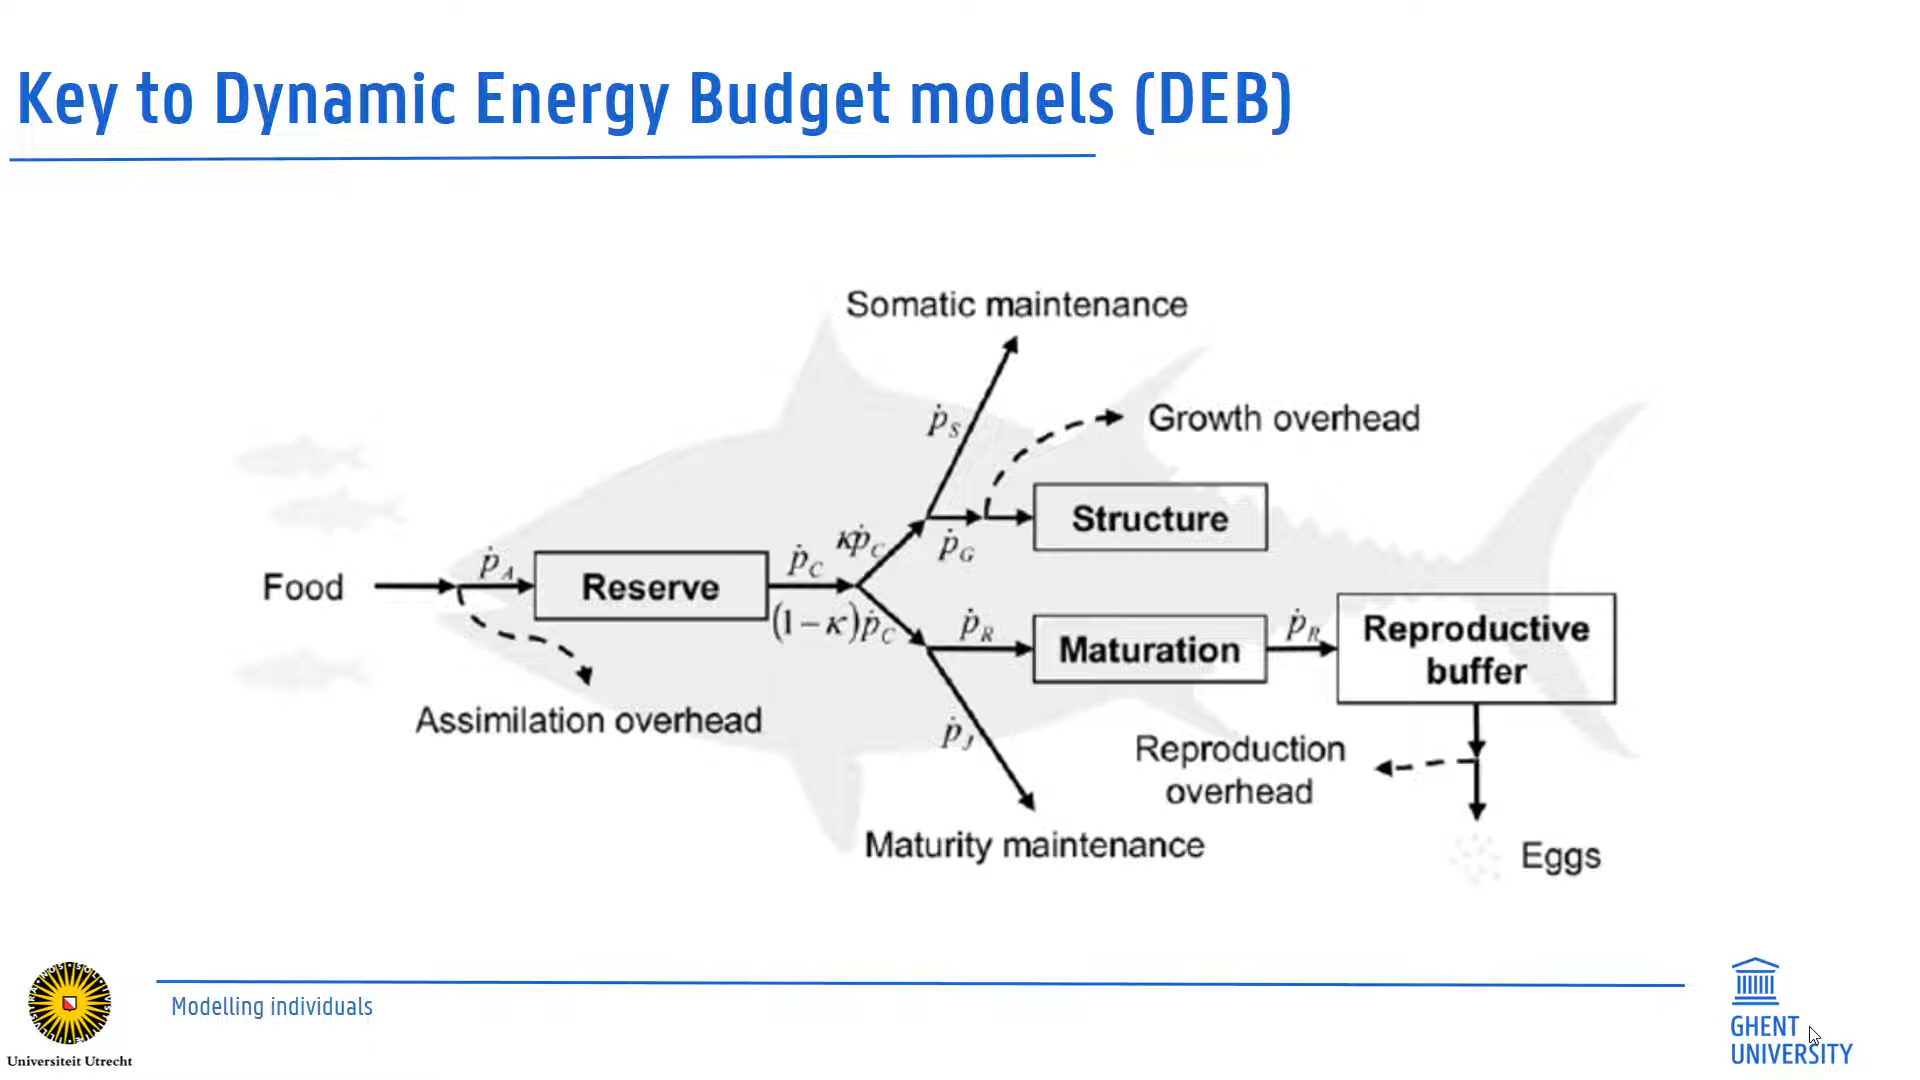 Key to Dynamic Energy Budget models (DEB)
Somatic maintenance
ṗS
Growth overhead
κṗC
Structure
ṗG
Food
ṗA
Reserve
ṗC
(1−κ)ṗC
ṗR
Maturation
ṗR
Reproductive
buffer
Assimilation overhead
ṗJ
Reproduction
overhead
Maturity maintenance
Eggs
Modelling individuals
Universiteit Utrecht
GHENT
UNIVERSITY